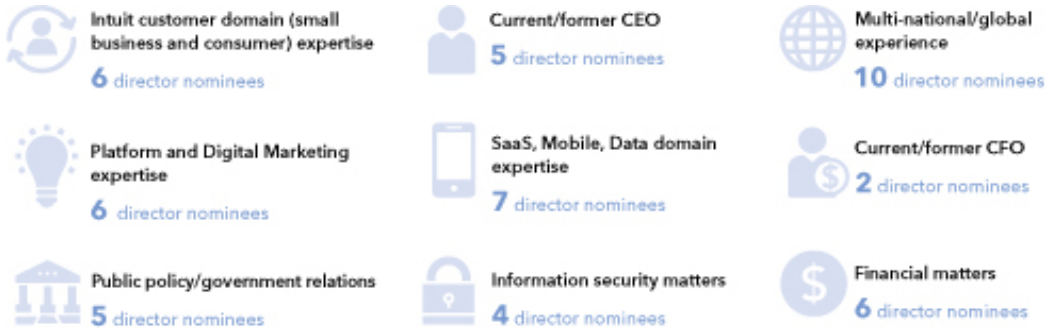 Intuit customer domain (small
business and consumer) expertise
6 director nominees
Current/former CEO
5 director nominees
Multi-national/global
experience
10 director nominees
Platform and Digital Marketing
expertise
6 director nominees
SaaS, Mobile, Data domain
expertise
7 director nominees
Current/former CFO
2 director nominees
Public policy/government relations
5 director nominees
Information security matters
4 director nominees
Financial matters
6 director nominees
$
$